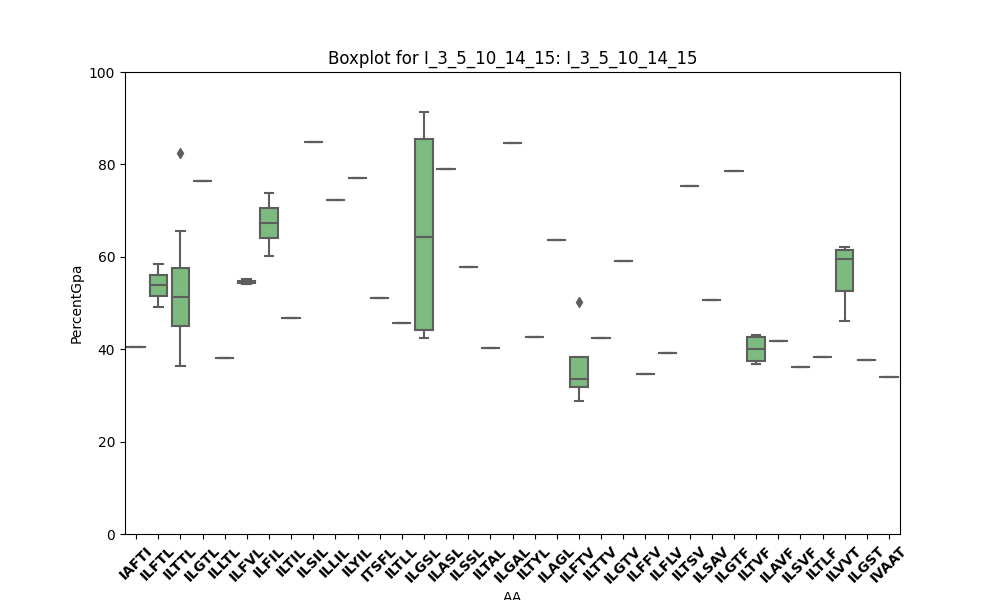 Boxplot for I_3_5_10_14_15: I_3_5_10_14_15
100
80
60
40
20
0
PercentGpa
IAFTI ILFTL ILTTL ILGTL ILLTL ILFVL ILFIL ILTIL ILSIL ILLIL ILYIL ITSFL ILTLL ILGSL ILASL ILSSL ILTAL ILGAL ILTYL ILAGL ILFTV ILTTV ILGTV ILFFV ILFLV ILTSV ILSAV ILGTF ILTVF ILAVF ILSVF ILTLF ILVVT ILGST IVAAT
AA